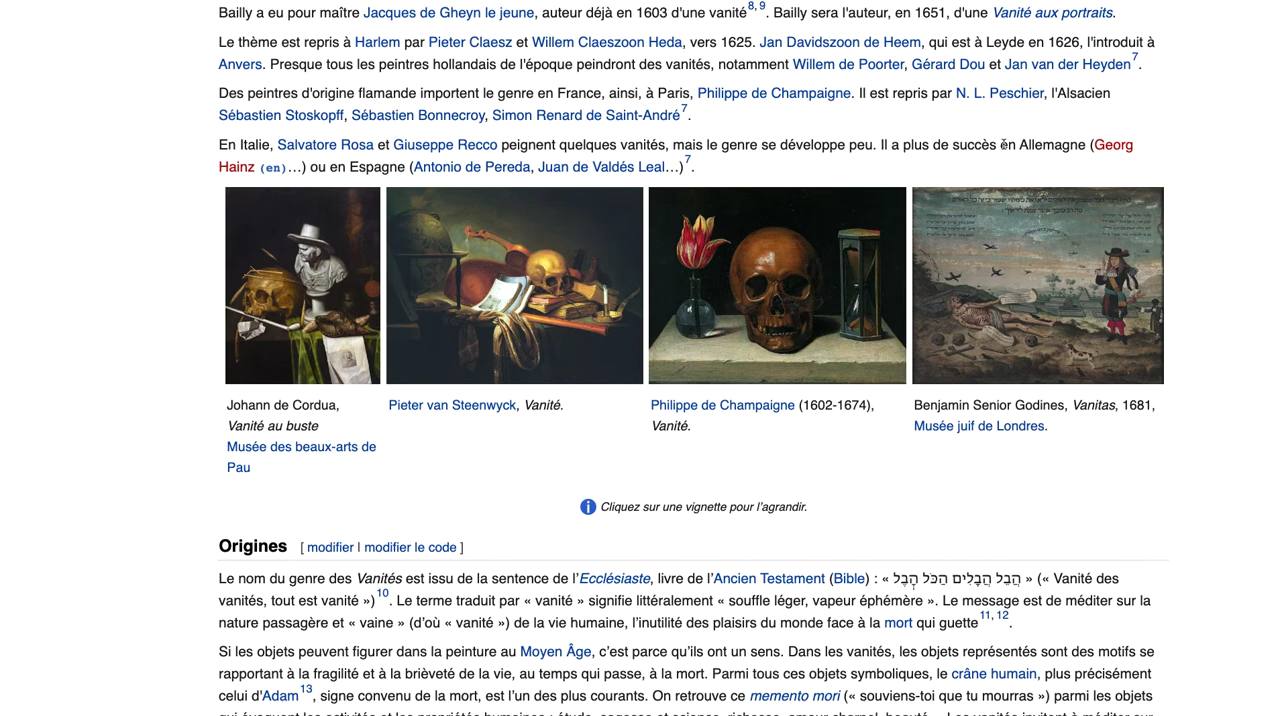 Bailly a eu pour maître Jacques de Gheyn le jeune, auteur déjà en 1603 d'une vanité8, 9. Bailly sera l'auteur, en 1651, d'une Vanité aux portraits.
Le thème est repris à Harlem par Pieter Claesz et Willem Claeszoon Heda, vers 1625. Jan Davidszoon de Heem, qui est à Leyde en 1626, l'introduit à
Anvers. Presque tous les peintres hollandais de l'époque peindront des vanités, notamment Willem de Poorter, Gérard Dou et Jan van der Heyden7.
Des peintres d'origine flamande importent le genre en France, ainsi, à Paris, Philippe de Champaigne. Il est repris par N. L. Peschier, l'Alsacien
Sébastien Stoskopff, Sébastien Bonnecroy, Simon Renard de Saint-André7.
En Italie, Salvatore Rosa et Giuseppe Recco peignent quelques vanités, mais le genre se développe peu. Il a plus de succès ěn Allemagne (Georg
Hainz (en)…) ou en Espagne (Antonio de Pereda, Juan de Valdés Leal…)7.
Johann de Cordua,
Vanité au buste
Musée des beaux-arts de
Pau
Pieter van Steenwyck, Vanité.
Philippe de Champaigne (1602-1674),
Vanité.
Benjamin Senior Godines, Vanitas, 1681,
Musée juif de Londres.
Cliquez sur une vignette pour l’agrandir.
Origines [ modifier | modifier le code ]
Le nom du genre des Vanités est issu de la sentence de l’Ecclésiaste, livre de l’Ancien Testament (Bible) : « הֲבֵל הֲבָלִים הַכֹּל הָבֶל » (« Vanité des
vanités, tout est vanité »)10. Le terme traduit par « vanité » signifie littéralement « souffle léger, vapeur éphémère ». Le message est de méditer sur la
nature passagère et « vaine » (d’où « vanité ») de la vie humaine, l’inutilité des plaisirs du monde face à la mort qui guette11, 12.
Si les objets peuvent figurer dans la peinture au Moyen Âge, c’est parce qu’ils ont un sens. Dans les vanités, les objets représentés sont des motifs se
rapportant à la fragilité et à la brièveté de la vie, au temps qui passe, à la mort. Parmi tous ces objets symboliques, le crâne humain, plus précisément
celui d'Adam13, signe convenu de la mort, est l’un des plus courants. On retrouve ce memento mori (« souviens-toi que tu mourras ») parmi les objets